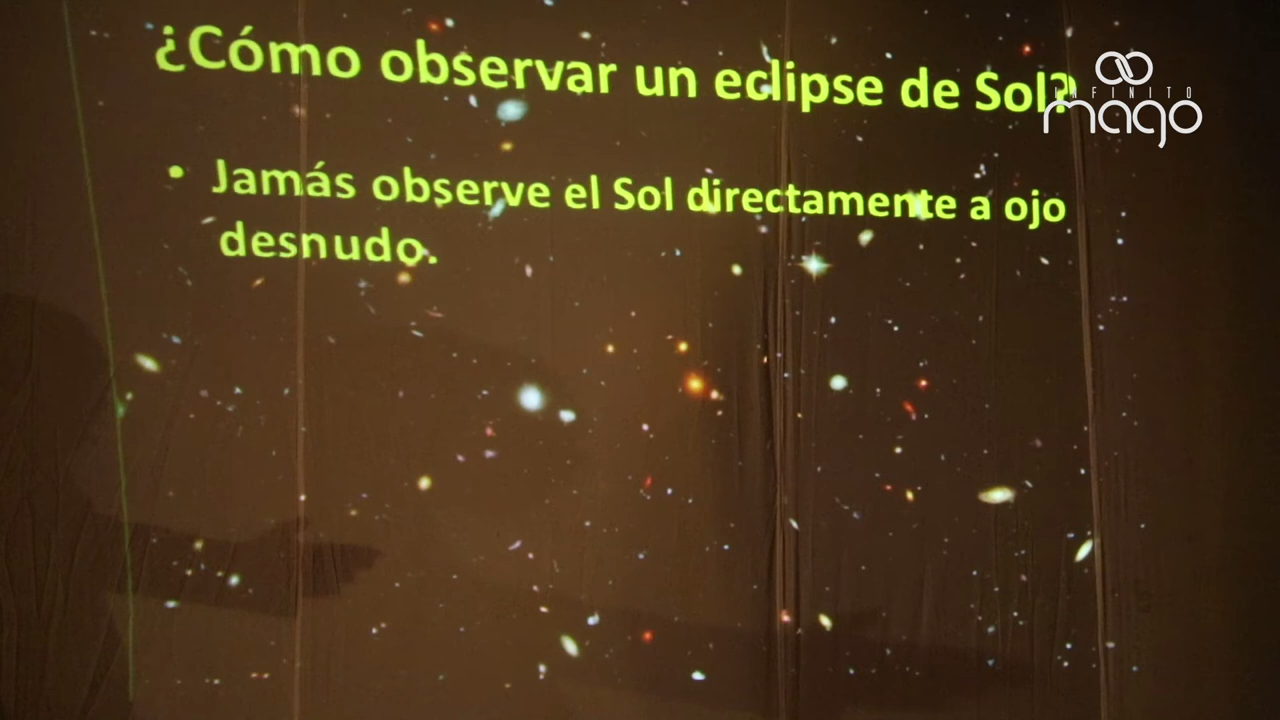 ¿Cómo observar un eclipse de Sol?
INFINITO
mago
• Jamás observe el Sol directamente a ojo
desnudo.